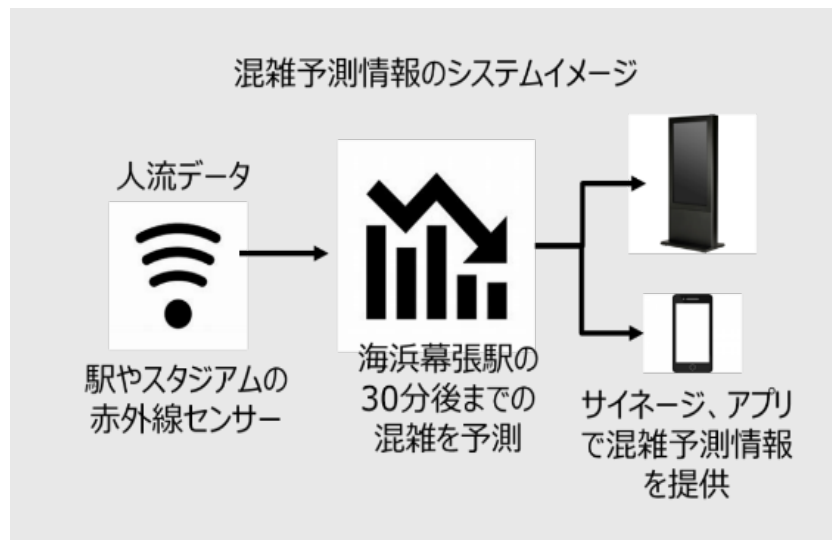 混雑予測情報のシステムイメージ
人流データ
駅やスタジアムの
赤外線センサー
海浜幕張駅の
30分後までの
混雑を予測
サイネージ、アプリ
で混雑予測情報
を提供